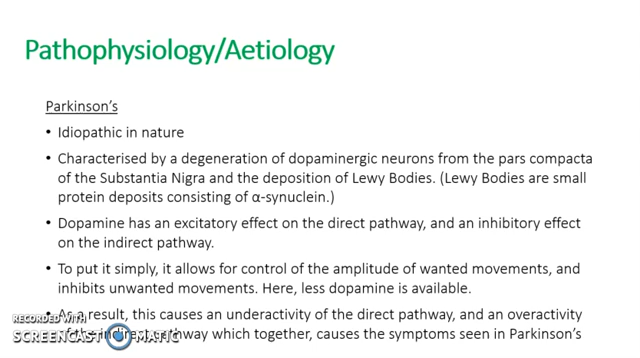 Pathophysiology/Aetiology
Parkinson's
• Idiopathic in nature
• Characterised by a degeneration of dopaminergic neurons from the pars compacta
of the Substantia Nigra and the deposition of Lewy Bodies. (Lewy Bodies are small
protein deposits consisting of α-synuclein.)
• Dopamine has an excitatory effect on the direct pathway, and an inhibitory effect
on the indirect pathway.
• To put it simply, it allows for control of the amplitude of wanted movements, and
inhibits unwanted movements. Here, less dopamine is available.
• As a result, this causes an underactivity of the direct pathway, and an overactivity
of the indirect pathway which together, causes the symptoms seen in Parkinson's
RECORDED WITH
SCREENCAST MATIC